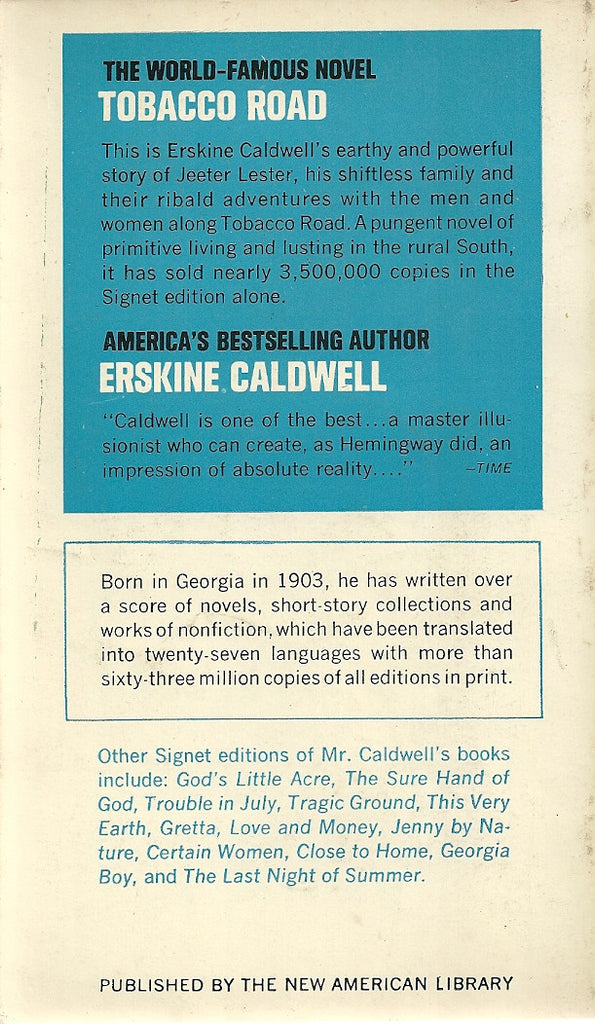 THE WORLD-FAMOUS NOVEL
TOBACCO ROAD
This is Erskine Caldwell's earthy and powerful
story of Jeeter Lester, his shiftless family and
their ribald adventures with the men and
women along Tobacco Road. A pungent novel of
primitive living and lusting in the rural South,
it has sold nearly 3,500,000 copies in the
Signet edition alone.
AMERICA'S BESTSELLING AUTHOR
ERSKINE CALDWELL
"Caldwell is one of the best...a master illu-
sionist who can create, as Hemingway did, an
impression of absolute reality...." –TIME
Born in Georgia in 1903, he has written over
a score of novels, short-story collections and
works of nonfiction, which have been translated
into twenty-seven languages with more than
sixty-three million copies of all editions in print.
Other Signet editions of Mr. Caldwell's books
include: God's Little Acre, The Sure Hand of
God, Trouble in July, Tragic Ground, This Very
Earth, Gretta, Love and Money, Jenny by Na-
ture, Certain Women, Close to Home, Georgia
Boy, and The Last Night of Summer.
PUBLISHED BY THE NEW AMERICAN LIBRARY